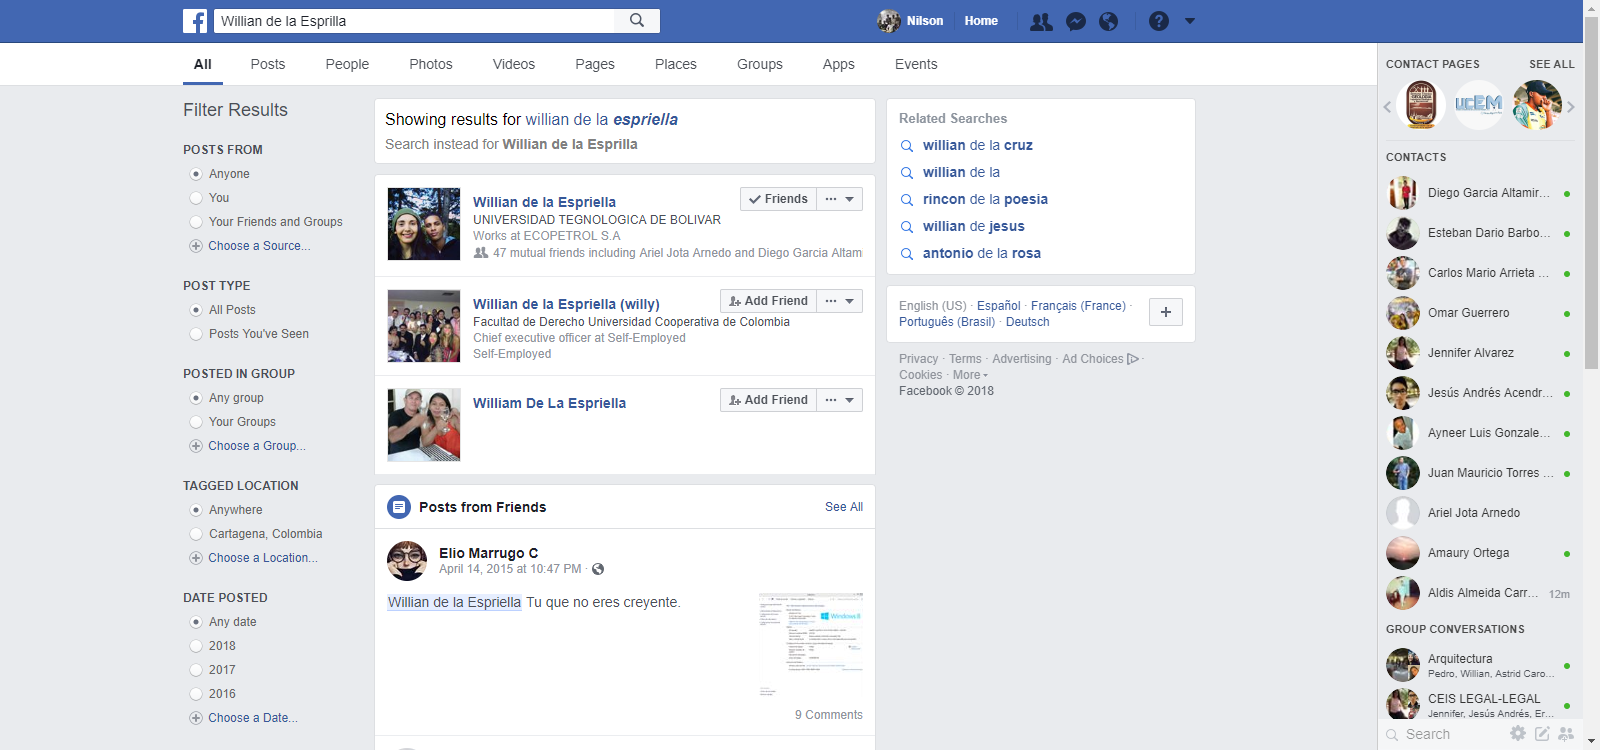 Willian de la Esprilla
Nilson
Home
All
Posts
People
Photos
Videos
Pages
Places
Groups
Apps
Events
Filter Results
POSTS FROM
Anyone
You
Your Friends and Groups
Choose a Source...
POST TYPE
All Posts
Posts You've Seen
POSTED IN GROUP
Any group
Your Groups
Choose a Group...
TAGGED LOCATION
Anywhere
Cartagena, Colombia
Choose a Location...
DATE POSTED
Any date
2018
2017
2016
Choose a Date...
Showing results for willian de la espriella
Search instead for Willian de la Esprilla
Willian de la Espriella
Friends
UNIVERSIDAD TEGNOLOGICA DE BOLIVAR
Works at ECOPETROL S.A
47 mutual friends including Ariel Jota Arnedo and Diego Garcia Altam
Willian de la Espriella (willy)
Add Friend
Facultad de Derecho Universidad Cooperativa de Colombia
Chief executive officer at Self-Employed
Self-Employed
William De La Espriella
Add Friend
Posts from Friends
See All
Elio Marrugo C
April 14, 2015 at 10:47 PM ·
Willian de la Espriella Tu que no eres creyente.
Windows 8
9 Comments
Related Searches
willian de la cruz
willian de la
rincon de la poesia
willian de jesus
antonio de la rosa
English (US) · Español · Français (France) ·
Português (Brasil) · Deutsch
Privacy · Terms · Advertising · Ad Choices ·
Cookies · More
Facebook © 2018
CONTACT PAGES
SEE ALL
UCEM
CONTACTS
Diego Garcia Altamir...
Esteban Dario Barbo...
Carlos Mario Arrieta ...
Omar Guerrero
Jennifer Alvarez
Jesús Andrés Acendr...
Ayneer Luis Gonzale...
Juan Mauricio Torres ...
Ariel Jota Arnedo
Amaury Ortega
Aldis Almeida Carr...
12m
GROUP CONVERSATIONS
Arquitectura
Pedro, Willian, Astrid Caro...
CEIS LEGAL-LEGAL
Jennifer, Jesús Andrés, Er...
Search